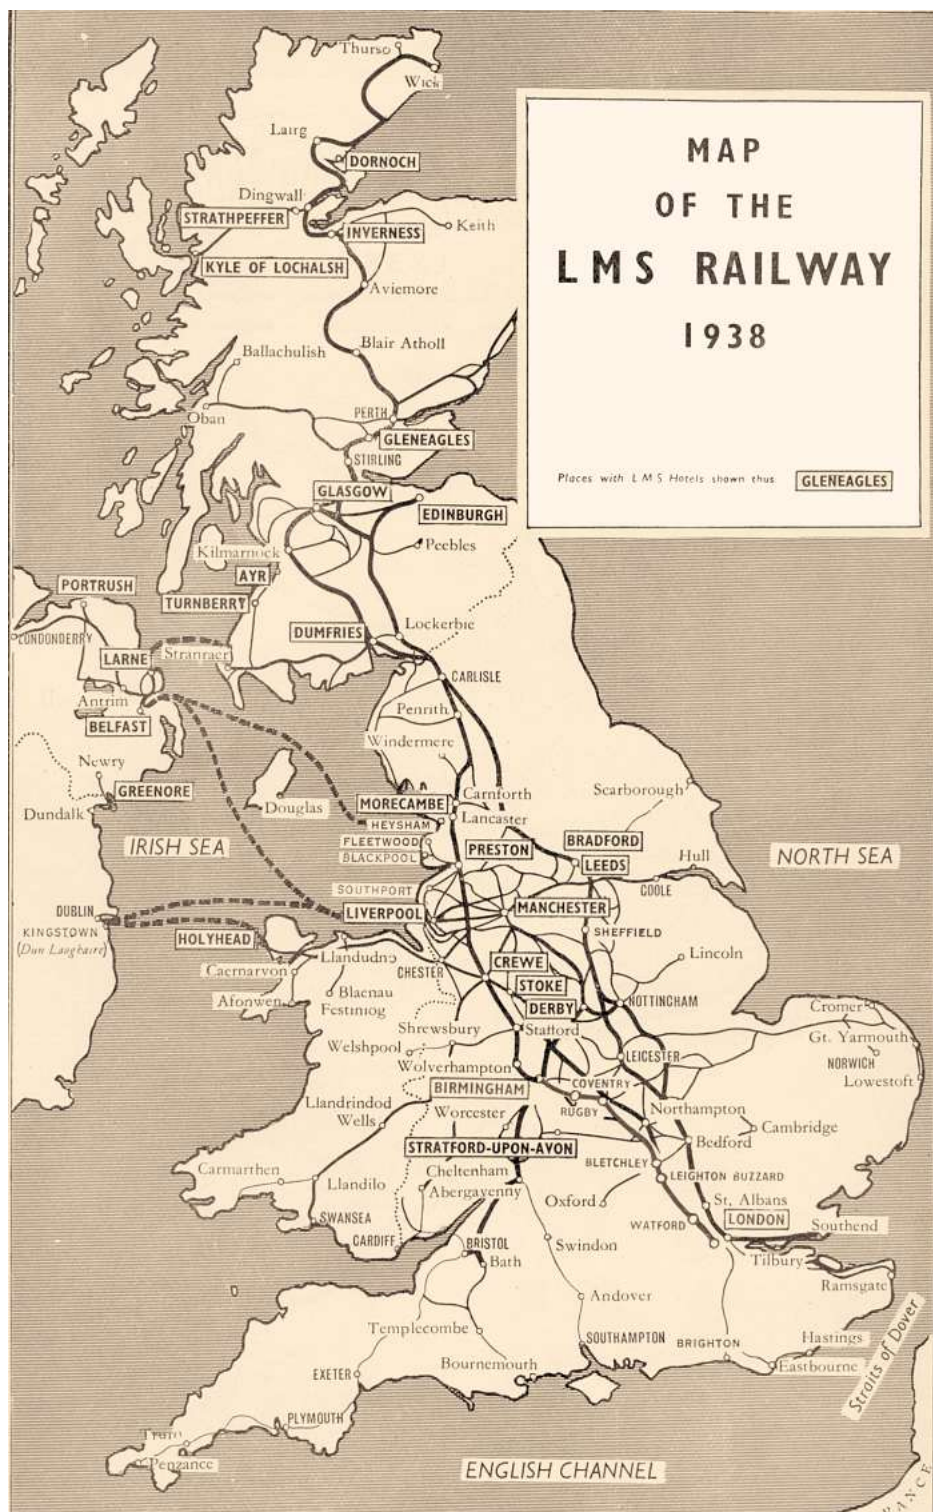 Thurso
Wick
MAP
OF THE
LMS RAILWAY
1938
Places with LMS Hotels shown thus GLENEAGLES
Lairg
DORNOCH
Dingwall
STRATHPEFFER
INVERNESS
Keith
KYLE OF LOCHALSH
Aviemore
Blair Atholl
Ballachulish
PERTH
Oban
GLENEAGLES
STIRLING
GLASGOW
EDINBURGH
Peebles
Kilmarnock
AYR
PORTRUSH
TURNBERRY
DUMFRIES
Lockerbie
LONDONDERRY
LARNE
Stranraer
CARLISLE
Antrim
BELFAST
Penrith
Windermere
Newry
GREENORE
Dundalk
Douglas
Scarborough
MORECAMBE
Carnforth
HEYSHAM
Lancaster
IRISH SEA
FLEETWOOD
BLACKPOOL
PRESTON
BRADFORD
LEEDS
Hull
NORTH SEA
GOOLE
SOUTHPORT
LIVERPOOL
MANCHESTER
DUBLIN
KINGSTOWN
(Dun Laoghaire)
HOLYHEAD
SHEFFIELD
Llandudno
Caernarvon
CHESTER
CREWE
Lincoln
STOKE
Afonwen
Blaenau
Festiniog
DERBY
NOTTINGHAM
Cromer
Shrewsbury
Stafford
Gt. Yarmouth
Welshpool
LEICESTER
NORWICH
Wolverhampton
Lowestoft
BIRMINGHAM
COVENTRY
RUGBY
Llandrindod
Wells
Worcester
Northampton
Cambridge
STRATFORD-UPON-AVON
Bedford
BLETCHLEY
Carmarthen
Llandilo
Cheltenham
Abergavenny
LEIGHTON BUZZARD
Oxford
St. Albans
SWANSEA
WATFORD
LONDON
Southend
CARDIFF
BRISTOL
Bath
Swindon
Tilbury
Ramsgate
Andover
Templecombe
SOUTHAMPTON
BRIGHTON
Hastings
Eastbourne
Straits of Dover
EXETER
Bournemouth
PLYMOUTH
Truro
Penzance
ENGLISH CHANNEL